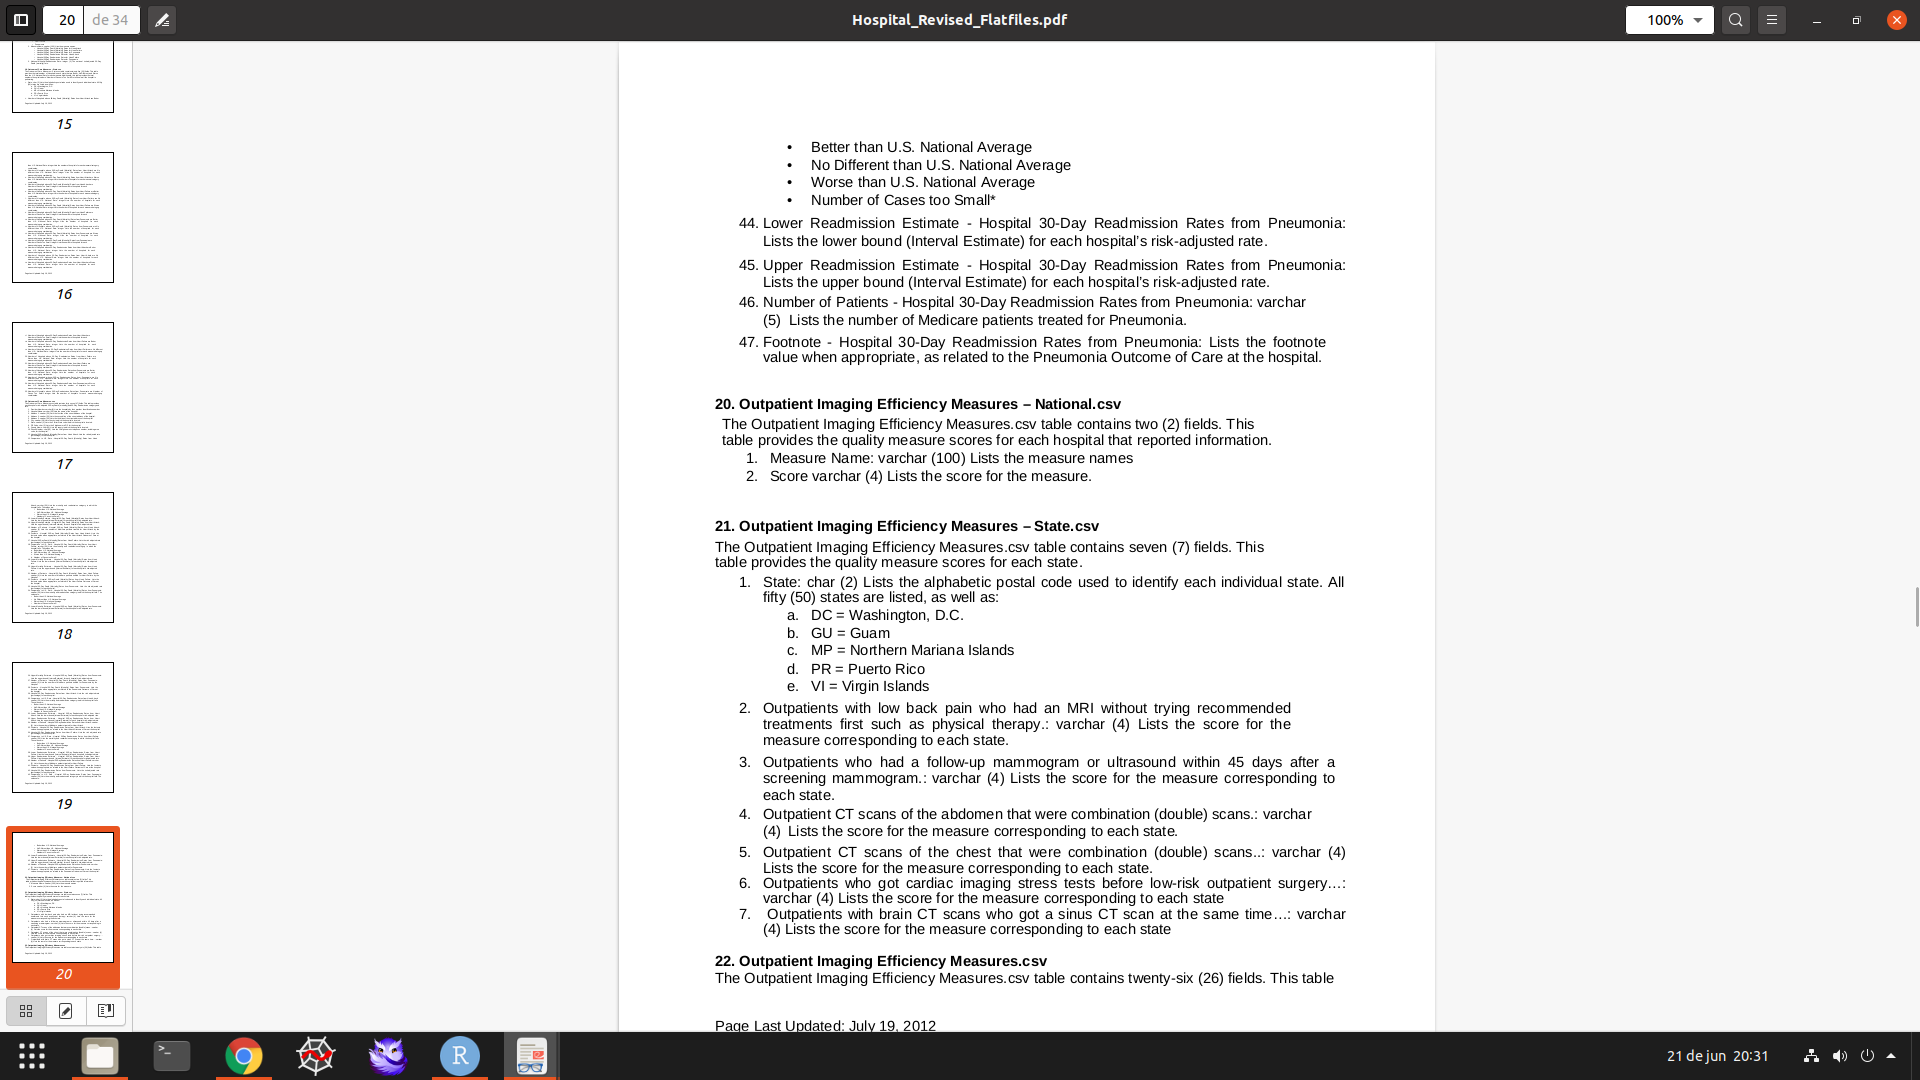 20 de 34
Hospital_Revised_Flatfiles.pdf
100%
15
16
17
18
19
20
• Better than U.S. National Average
• No Different than U.S. National Average
• Worse than U.S. National Average
• Number of Cases too Small*
44. Lower Readmission Estimate - Hospital 30-Day Readmission Rates from Pneumonia:
Lists the lower bound (Interval Estimate) for each hospital’s risk-adjusted rate.
45. Upper Readmission Estimate - Hospital 30-Day Readmission Rates from Pneumonia:
Lists the upper bound (Interval Estimate) for each hospital’s risk-adjusted rate.
46. Number of Patients - Hospital 30-Day Readmission Rates from Pneumonia: varchar
(5) Lists the number of Medicare patients treated for Pneumonia.
47. Footnote - Hospital 30-Day Readmission Rates from Pneumonia: Lists the footnote
value when appropriate, as related to the Pneumonia Outcome of Care at the hospital.
20. Outpatient Imaging Efficiency Measures – National.csv
The Outpatient Imaging Efficiency Measures.csv table contains two (2) fields. This
table provides the quality measure scores for each hospital that reported information.
1. Measure Name: varchar (100) Lists the measure names
2. Score varchar (4) Lists the score for the measure.
21. Outpatient Imaging Efficiency Measures – State.csv
The Outpatient Imaging Efficiency Measures.csv table contains seven (7) fields. This
table provides the quality measure scores for each state.
1. State: char (2) Lists the alphabetic postal code used to identify each individual state. All
fifty (50) states are listed, as well as:
a. DC = Washington, D.C.
b. GU = Guam
c. MP = Northern Mariana Islands
d. PR = Puerto Rico
e. VI = Virgin Islands
2. Outpatients with low back pain who had an MRI without trying recommended
treatments first such as physical therapy.: varchar (4) Lists the score for the
measure corresponding to each state.
3. Outpatients who had a follow-up mammogram or ultrasound within 45 days after a
screening mammogram.: varchar (4) Lists the score for the measure corresponding to
each state.
4. Outpatient CT scans of the abdomen that were combination (double) scans.: varchar
(4) Lists the score for the measure corresponding to each state.
5. Outpatient CT scans of the chest that were combination (double) scans..: varchar (4)
Lists the score for the measure corresponding to each state.
6. Outpatients who got cardiac imaging stress tests before low-risk outpatient surgery…:
varchar (4) Lists the score for the measure corresponding to each state
7. Outpatients with brain CT scans who got a sinus CT scan at the same time…: varchar
(4) Lists the score for the measure corresponding to each state
22. Outpatient Imaging Efficiency Measures.csv
The Outpatient Imaging Efficiency Measures.csv table contains twenty-six (26) fields. This table
Page Last Updated: July 19, 2012
>_
R
21 de jun 20:31